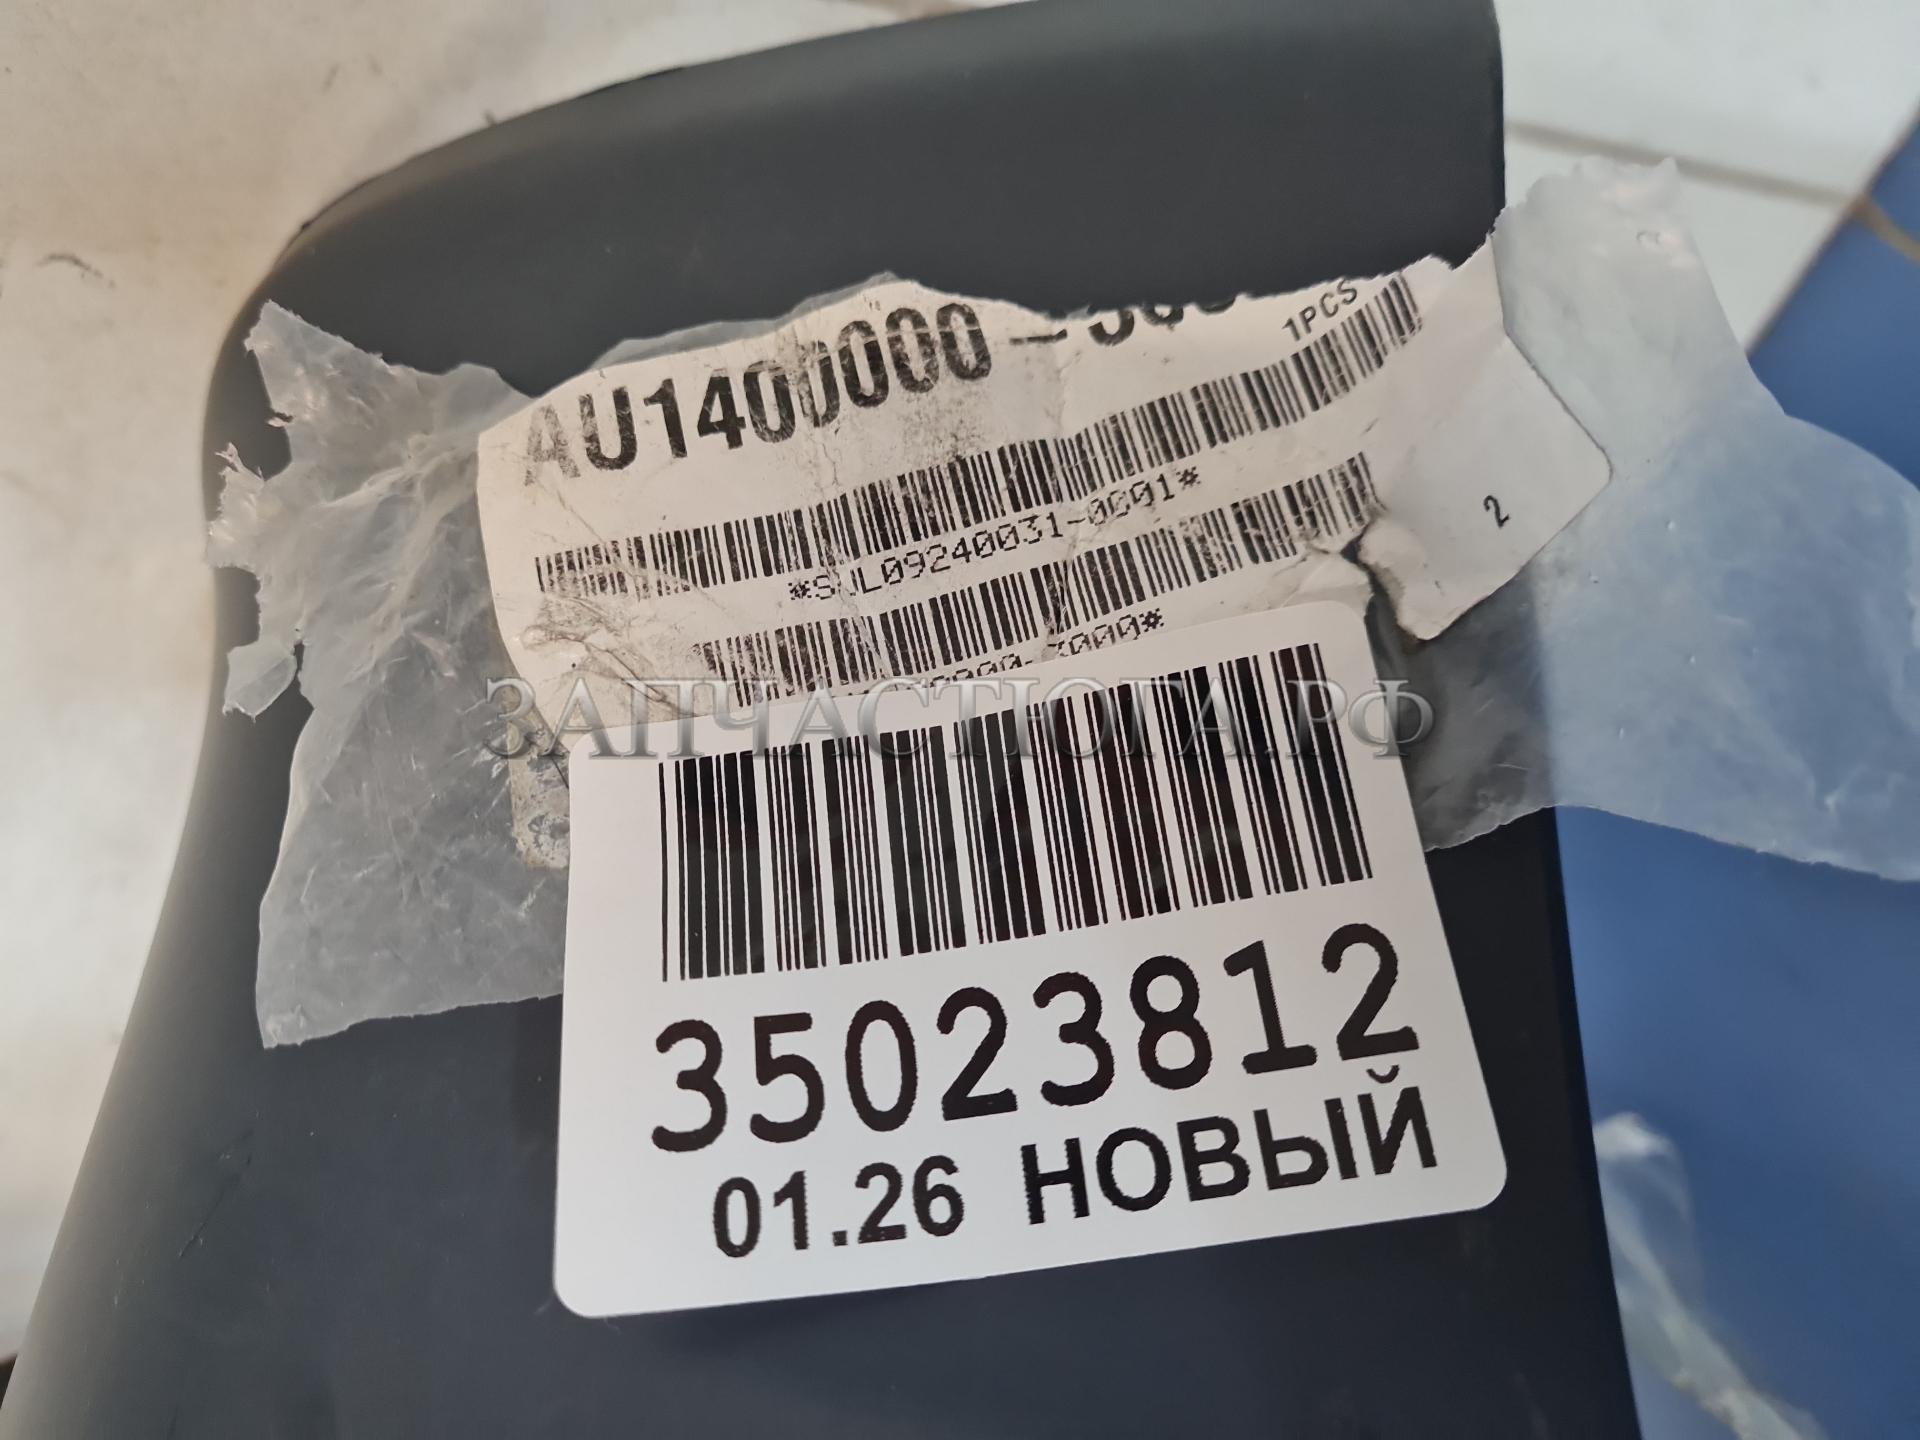 AU1400000
1PCS
*SUL09240031-0001*
2
ЗАПЧАСТЮГА.РФ
35023812
01.26 НОВЫЙ